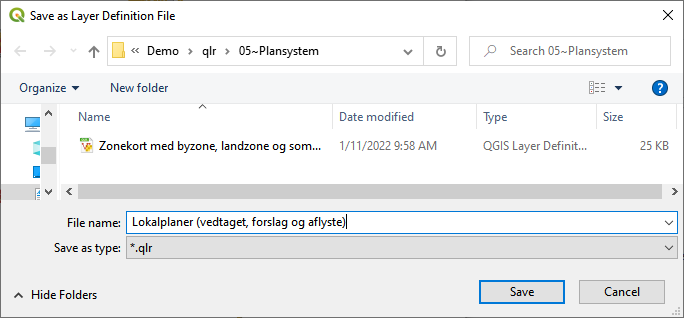 Save as Layer Definition File
« Demo › qlr › 05~Plansystem
Search 05~Plansystem
Organize New folder
Name Date modified Type Size
Zonekort med byzone, landzone og som... 1/11/2022 9:58 AM QGIS Layer Definit... 25 KB
File name: Lokalplaner (vedtaget, forslag og aflyste)
Save as type: *.qlr
Hide Folders Save Cancel